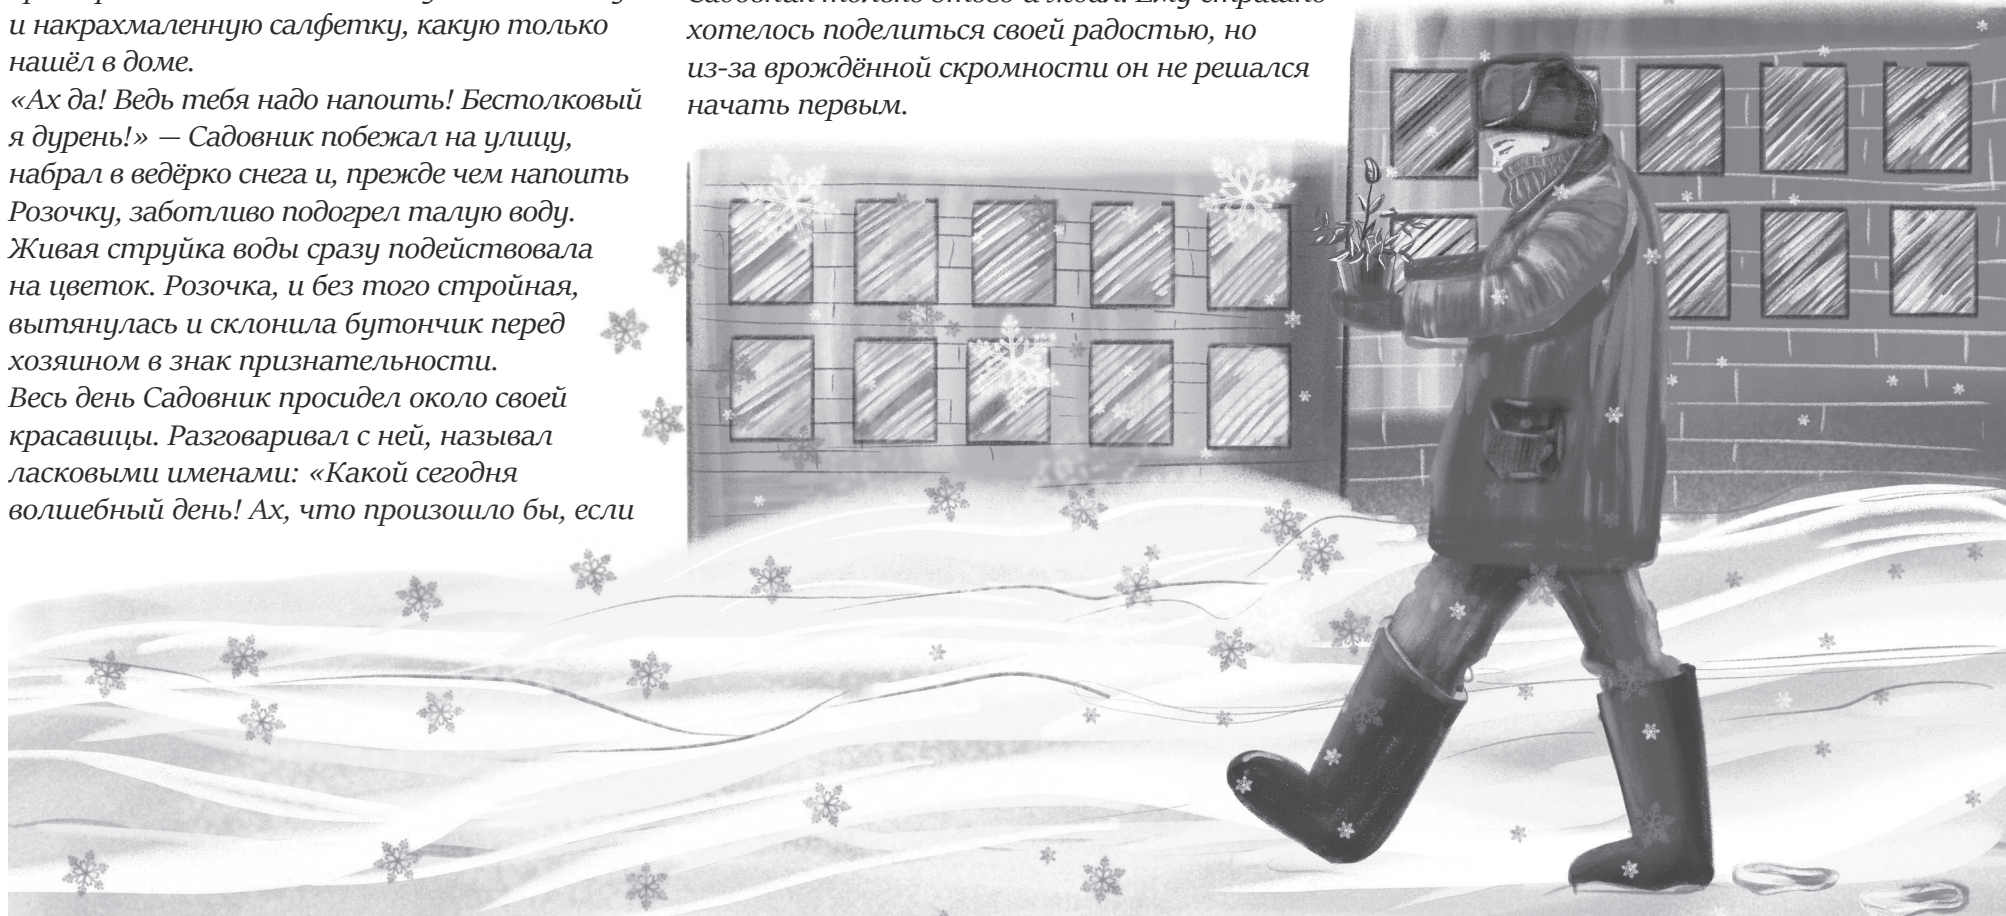 и накрахмаленную салфетку, какую только
нашёл в доме.
«Ах да! Ведь тебя надо напоить! Бестолковый
я дурень!» — Садовник побежал на улицу,
набрал в ведёрко снега и, прежде чем напоить
Розочку, заботливо подогрел талую воду.
Живая струйка воды сразу подействовала
на цветок. Розочка, и без того стройная,
вытянулась и склонила бутончик перед
хозяином в знак признательности.
Весь день Садовник просидел около своей
красавицы. Разговаривал с ней, называл
ласковыми именами: «Какой сегодня
волшебный день! Ах, что произошло бы, если
хотелось поделиться своей радостью, но
из-за врождённой скромности он не решался
начать первым.